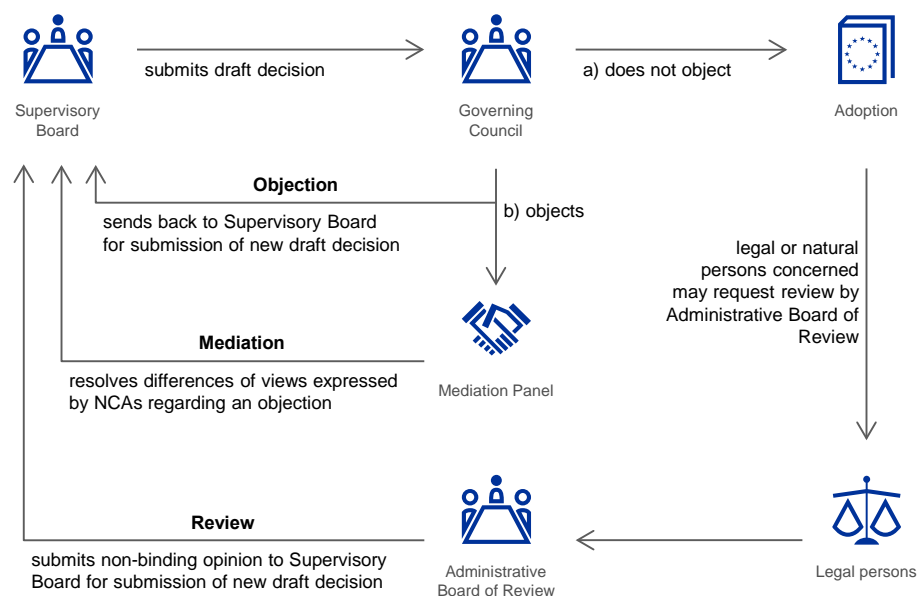 submits draft decision
a) does not object
Supervisory
Board
Governing
Council
Adoption
Objection
b) objects
sends back to Supervisory Board
for submission of new draft decision
legal or natural
persons concerned
may request review by
Administrative Board of
Review
Mediation
resolves differences of views expressed
by NCAs regarding an objection
Mediation Panel
Review
submits non-binding opinion to Supervisory
Board for submission of new draft decision
Administrative
Board of Review
Legal persons